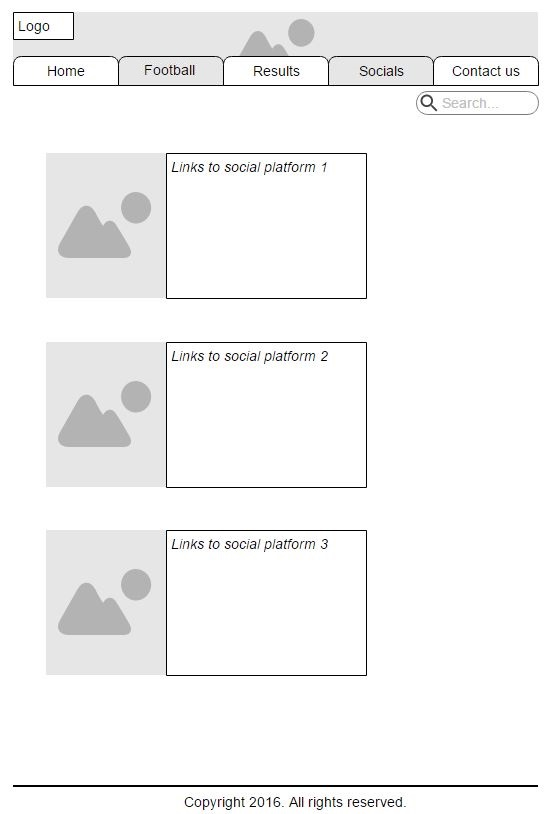 Logo
Home Football Results Socials Contact us
Search...
Links to social platform 1
Links to social platform 2
Links to social platform 3
Copyright 2016. All rights reserved.